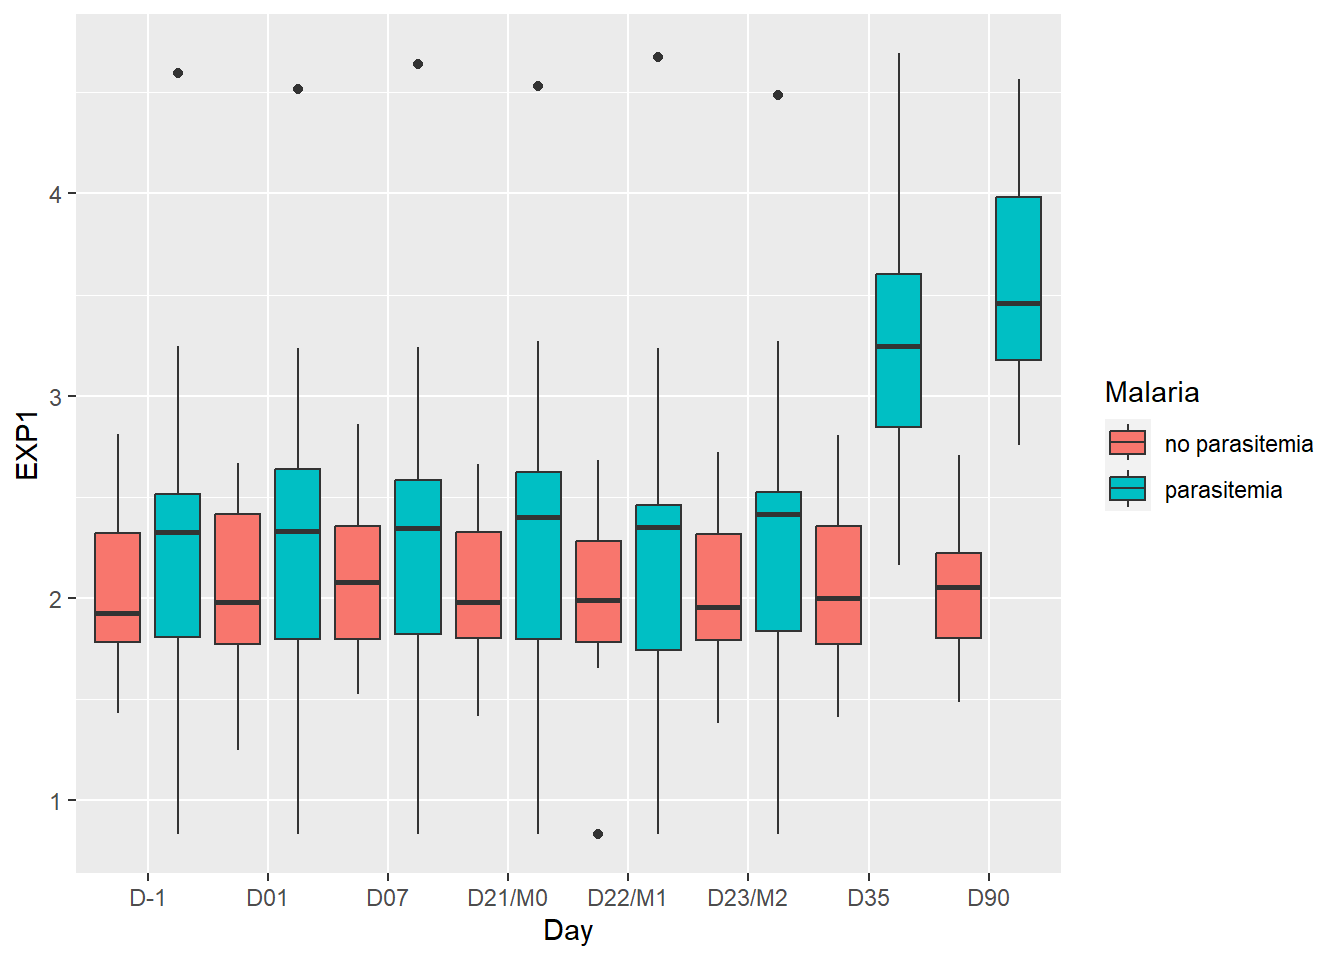 4
3
2
1
EXP1
D-1 D01 D07 D21/M0 D22/M1 D23/M2 D35 D90
Day
Malaria
no parasitemia
parasitemia